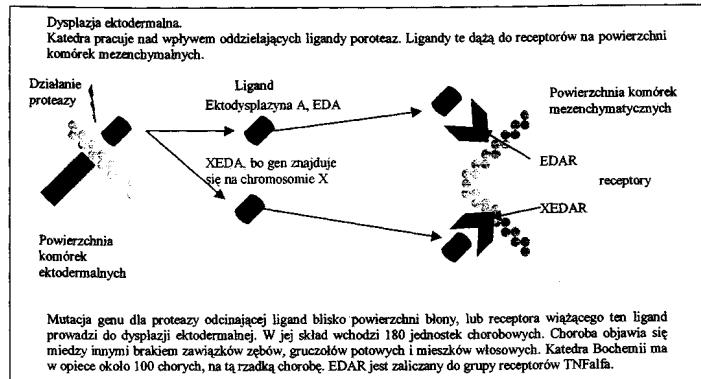 Dysplazja ektodermalna.
Katedra pracuje nad wpływem oddzielających ligandy poroteaz. Ligandy te dążą do receptorów na powierzchni
komórek mezenchymalnych.
Działanie
proteazy
Ligand
Ektodysplazyna A, EDA
Powierzchnia komórek
mezenchymatycznych
XEDA, bo gen znajduje
się na chromosomie X
EDAR
receptory
XEDAR
Powierzchnia
komórek
ektodermalnych
Mutacja genu dla proteazy odcinającej ligand blisko powierzchni błony, lub receptora wiążącego ten ligand
prowadzi do dysplazji ektodermalnej. W jej skład wchodzi 180 jednostek chorobowych. Choroba objawia się
miedzy innymi brakiem zawiązków zębów, gruczołów potowych i mieszków włosowych. Katedra Bochemii ma
w opiece około 100 chorych, na tą rzadką chorobę. EDAR jest zaliczany do grupy receptorów TNFalfa.